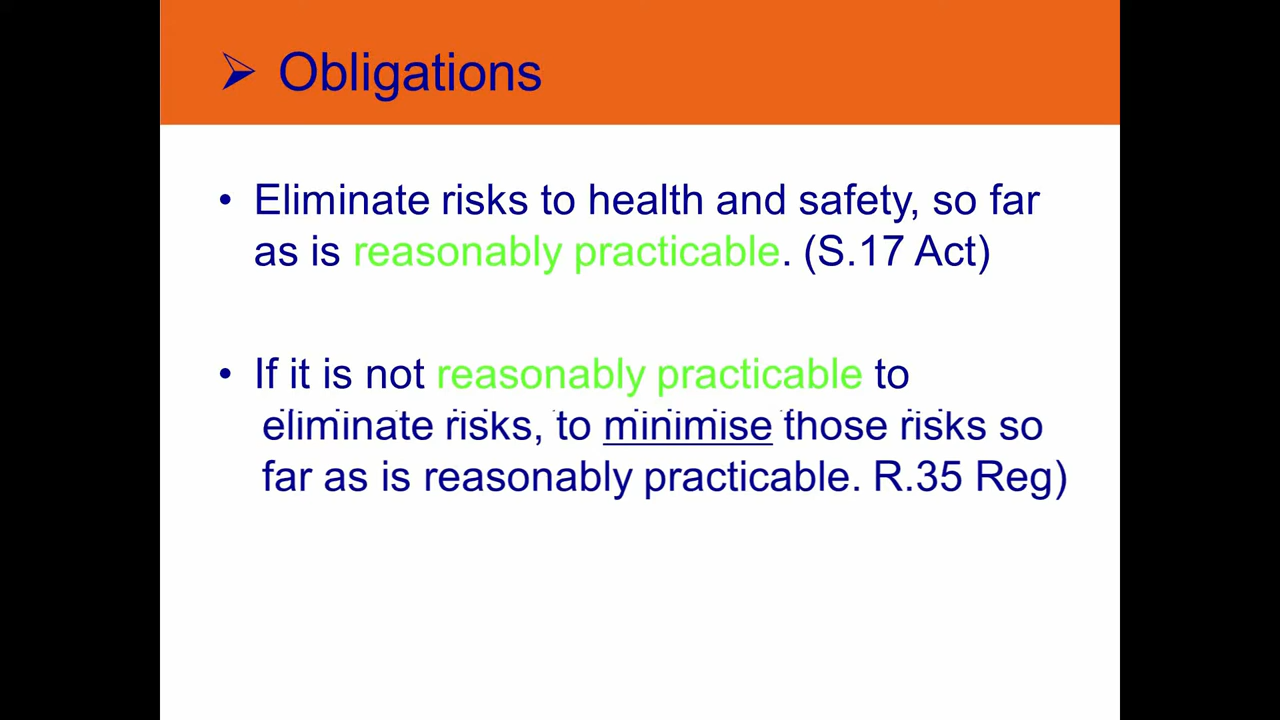 ➢ Obligations
• Eliminate risks to health and safety, so far
as is reasonably practicable. (S.17 Act)
• If it is not reasonably practicable to
eliminate risks, to minimise those risks so
far as is reasonably practicable. R.35 Reg)